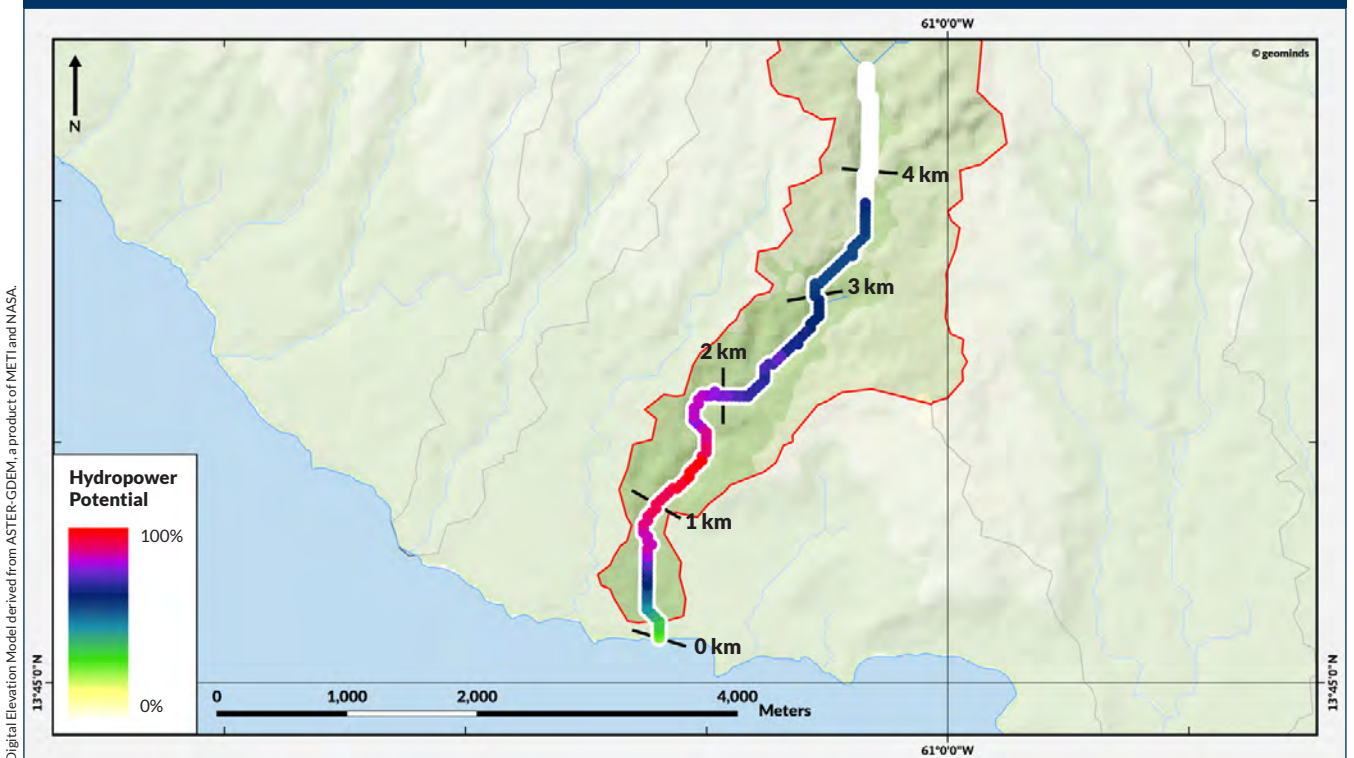 61°0'0"W
© geominds
N
4 km
3 km
2 km
1 km
0 km
Hydropower
Potential
100%
0%
0 1,000 2,000 4,000
Meters
13°45'0"N
13°45'0"N
61°0'0"W
Digital Elevation Model derived from ASTER-GDEM, a product of METI and NASA.